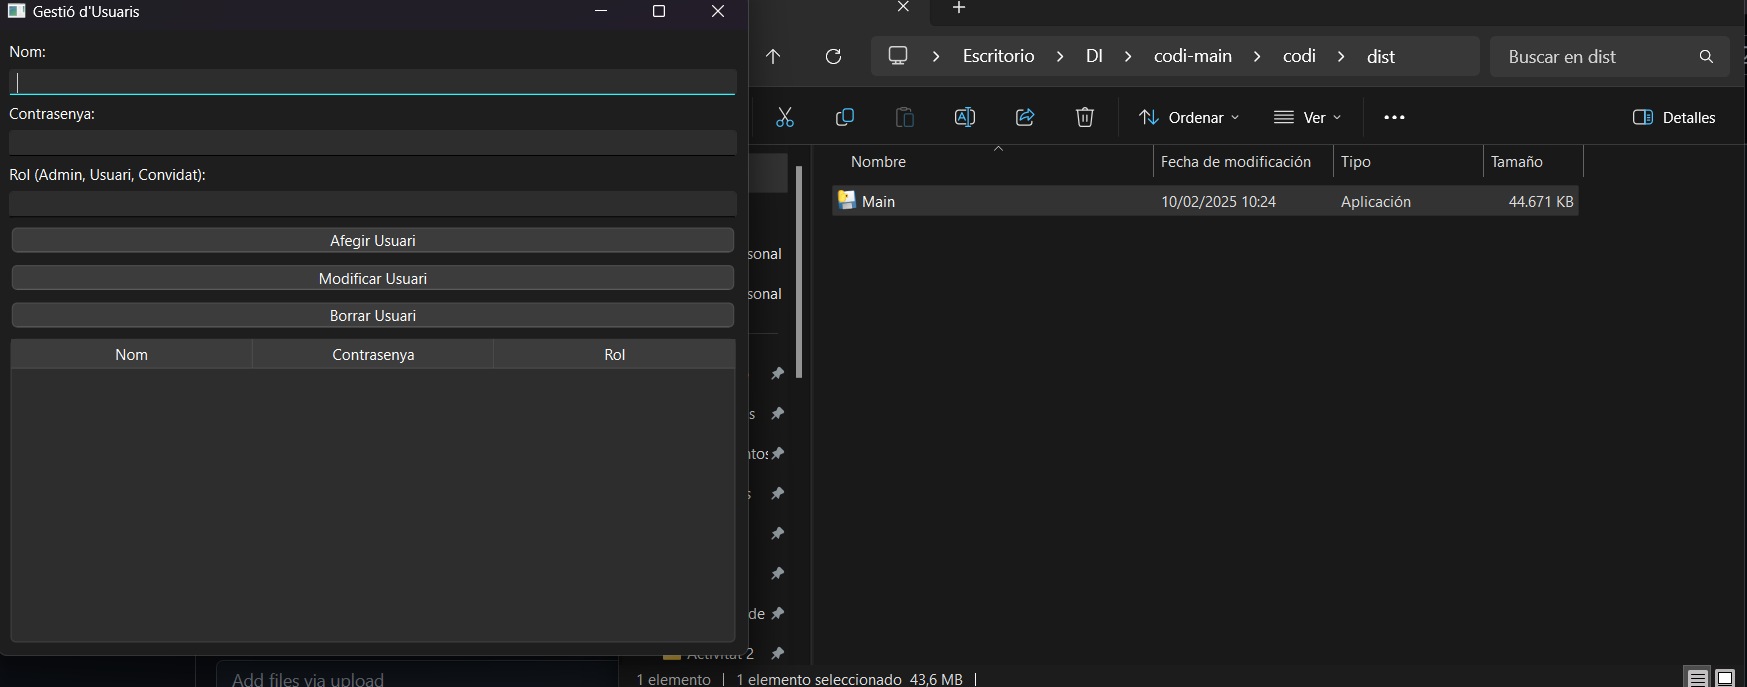 Gestió d'Usuaris
Nom:
Contrasenya:
Rol (Admin, Usuari, Convidat):
Afegir Usuari
Modificar Usuari
Borrar Usuari
Nom Contrasenya Rol
Add files via upload
Escritorio > DI > codi-main > codi > dist
Buscar en dist
Ordenar Ver Detalles
sonal
sonal
s
s
de
Activitat 2
Nombre Fecha de modificación Tipo Tamaño
Main 10/02/2025 10:24 Aplicación 44.671 KB
1 elemento | 1 elemento seleccionado 43,6 MB |